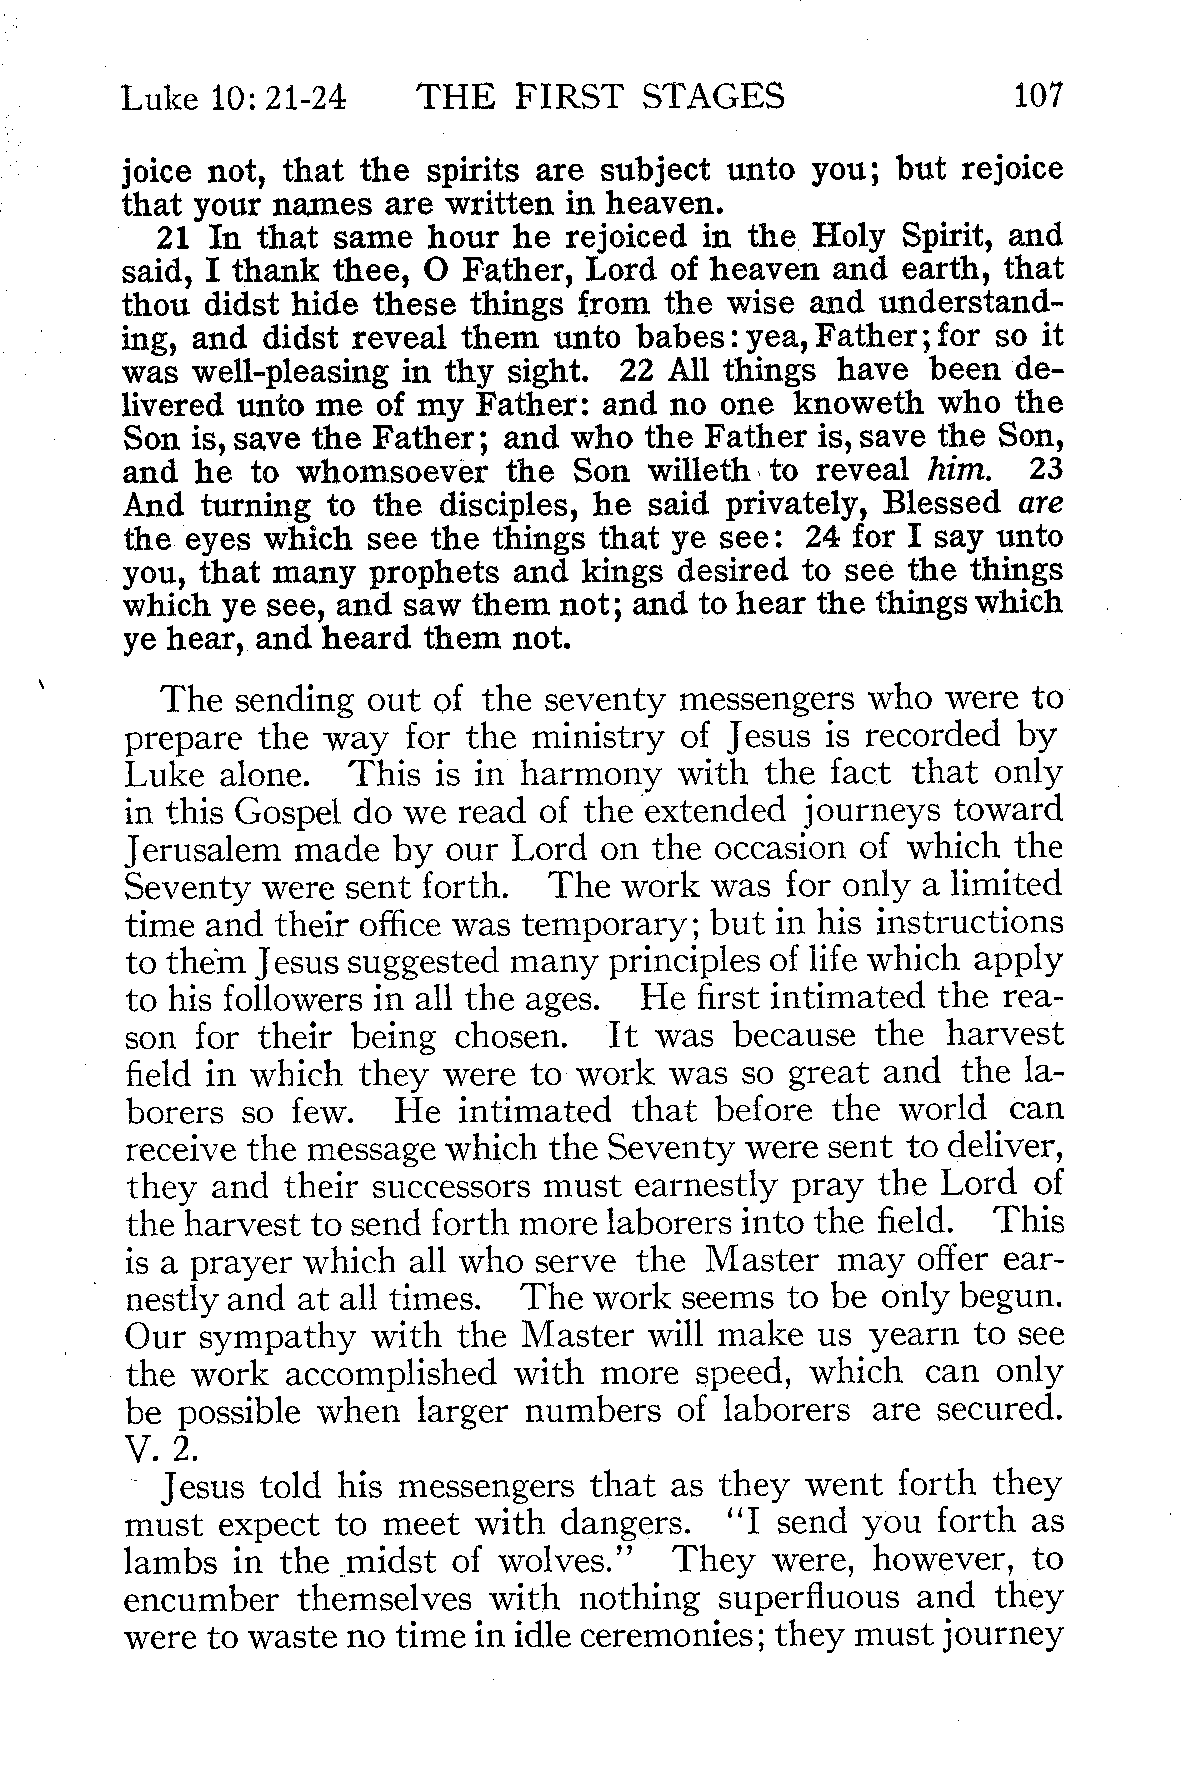 Luke 10: 21-24 THE FIRST STAGES 107
joice not, that the spirits are subject unto you; but rejoice
that your names are written in heaven.
21 In that same hour he rejoiced in the Holy Spirit, and
said, I thank thee, O Father, Lord of heaven and earth, that
thou didst hide these things from the wise and understand-
ing, and didst reveal them unto babes: yea, Father; for so it
was well-pleasing in thy sight. 22 All things have been de-
livered unto me of my Father: and no one knoweth who the
Son is, save the Father; and who the Father is, save the Son,
and he to whomsoever the Son willeth to reveal him. 23
And turning to the disciples, he said privately, Blessed are
the eyes which see the things that ye see: 24 for I say unto
you, that many prophets and kings desired to see the things
which ye see, and saw them not; and to hear the things which
ye hear, and heard them not.
The sending out of the seventy messengers who were to
prepare the way for the ministry of Jesus is recorded by
Luke alone. This is in harmony with the fact that only
in this Gospel do we read of the extended journeys toward
Jerusalem made by our Lord on the occasion of which the
Seventy were sent forth. The work was for only a limited
time and their office was temporary; but in his instructions
to them Jesus suggested many principles of life which apply
to his followers in all the ages. He first intimated the rea-
son for their being chosen. It was because the harvest
field in which they were to work was so great and the la-
borers so few. He intimated that before the world can
receive the message which the Seventy were sent to deliver,
they and their successors must earnestly pray the Lord of
the harvest to send forth more laborers into the field. This
is a prayer which all who serve the Master may offer ear-
nestly and at all times. The work seems to be only begun.
Our sympathy with the Master will make us yearn to see
the work accomplished with more speed, which can only
be possible when larger numbers of laborers are secured.
V. 2.
Jesus told his messengers that as they went forth they
must expect to meet with dangers. "I send you forth as
lambs in the midst of wolves." They were, however, to
encumber themselves with nothing superfluous and they
were to waste no time in idle ceremonies; they must journey